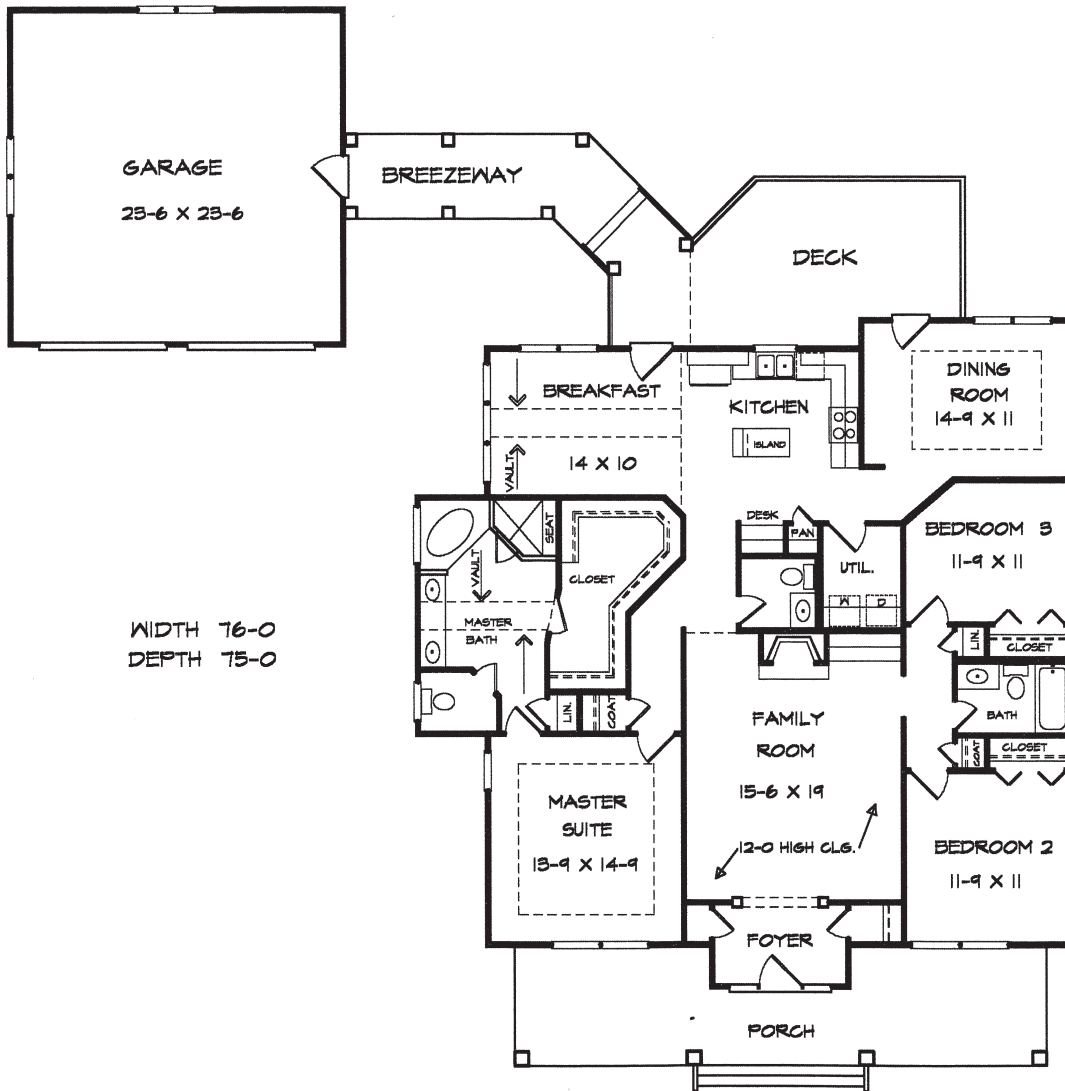 GARAGE
23-6 X 23-6
BREEZEWAY
DECK
BREAKFAST
14 X 10
VAULT
KITCHEN
ISLAND
DINING
ROOM
14-9 X 11
SEAT
VAULT
CLOSET
MASTER
BATH
DESK
PAN
UTIL.
W
D
BEDROOM 3
11-9 X 11
LIN.
CLOSET
WIDTH 76-0
DEPTH 75-0
LIN.
COAT
FAMILY
ROOM
15-6 X 19
BATH
COAT
CLOSET
MASTER
SUITE
13-9 X 14-9
12-0 HIGH CLG.
BEDROOM 2
11-9 X 11
FOYER
PORCH